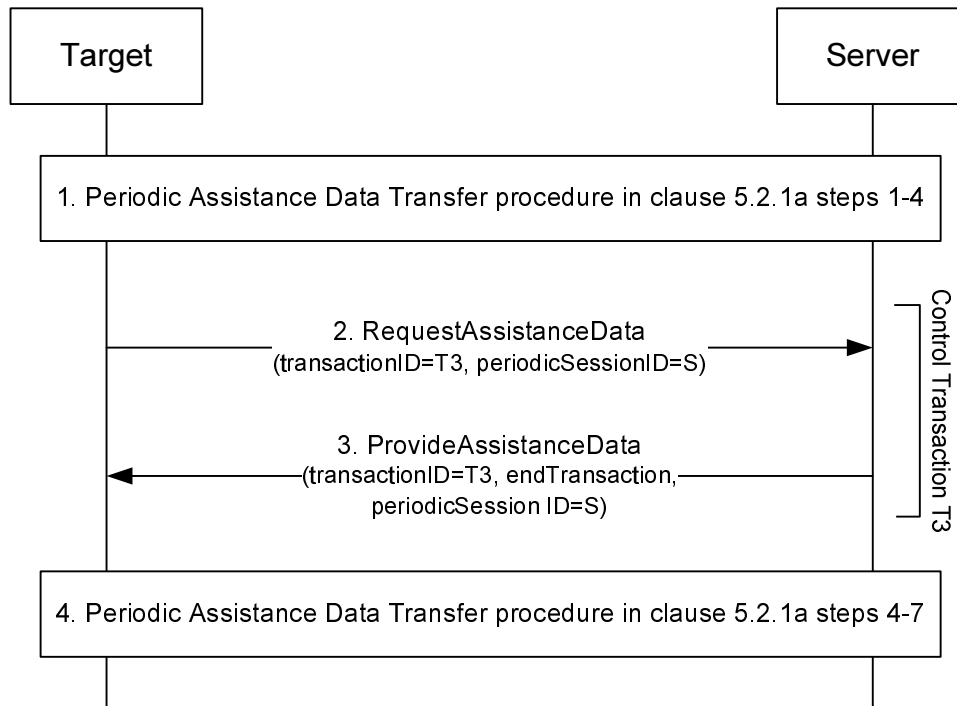 Target
Server
1. Periodic Assistance Data Transfer procedure in clause 5.2.1a steps 1-4
2. RequestAssistanceData
(transactionID=T3, periodicSessionID=S)
3. ProvideAssistanceData
(transactionID=T3, endTransaction,
periodicSession ID=S)
Control Transaction T3
4. Periodic Assistance Data Transfer procedure in clause 5.2.1a steps 4-7